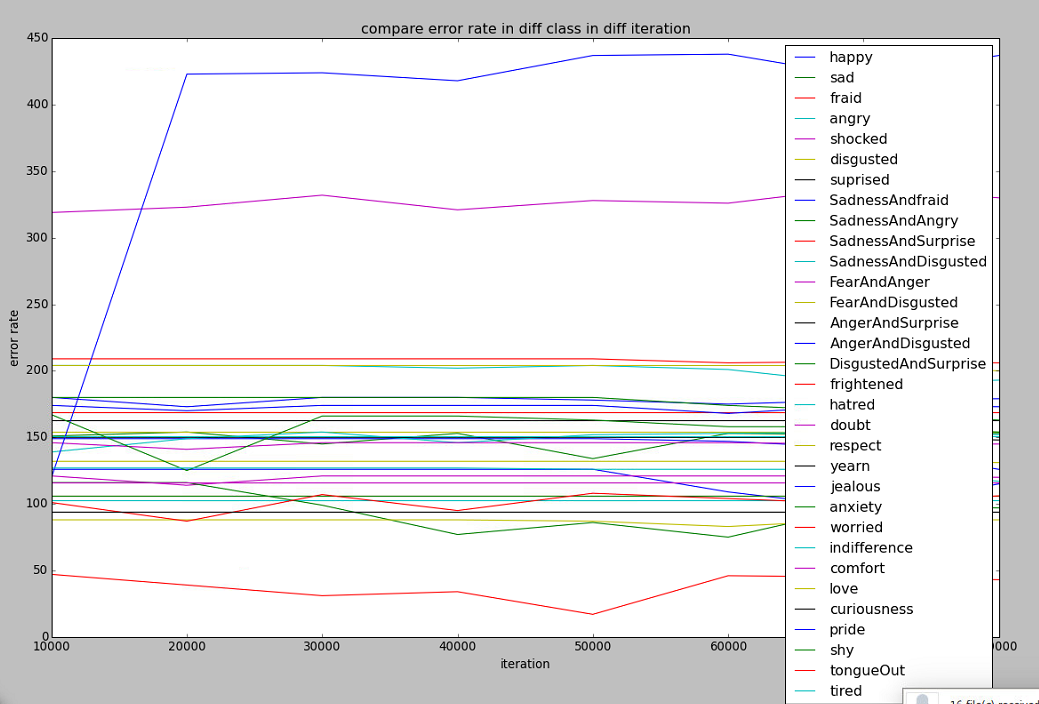 compare error rate in diff class in diff iteration
450
400
350
300
250
200
150
100
50
0
error rate
10000
20000
30000
40000
50000
60000
iteration
happy
sad
fraid
angry
shocked
disgusted
suprised
SadnessAndfraid
SadnessAndAngry
SadnessAndSurprise
SadnessAndDisgusted
FearAndAnger
FearAndDisgusted
AngerAndSurprise
AngerAndDisgusted
DisgustedAndSurprise
frightened
hatred
doubt
respect
yearn
jealous
anxiety
worried
indifference
comfort
love
curiousness
pride
shy
tongueOut
tired